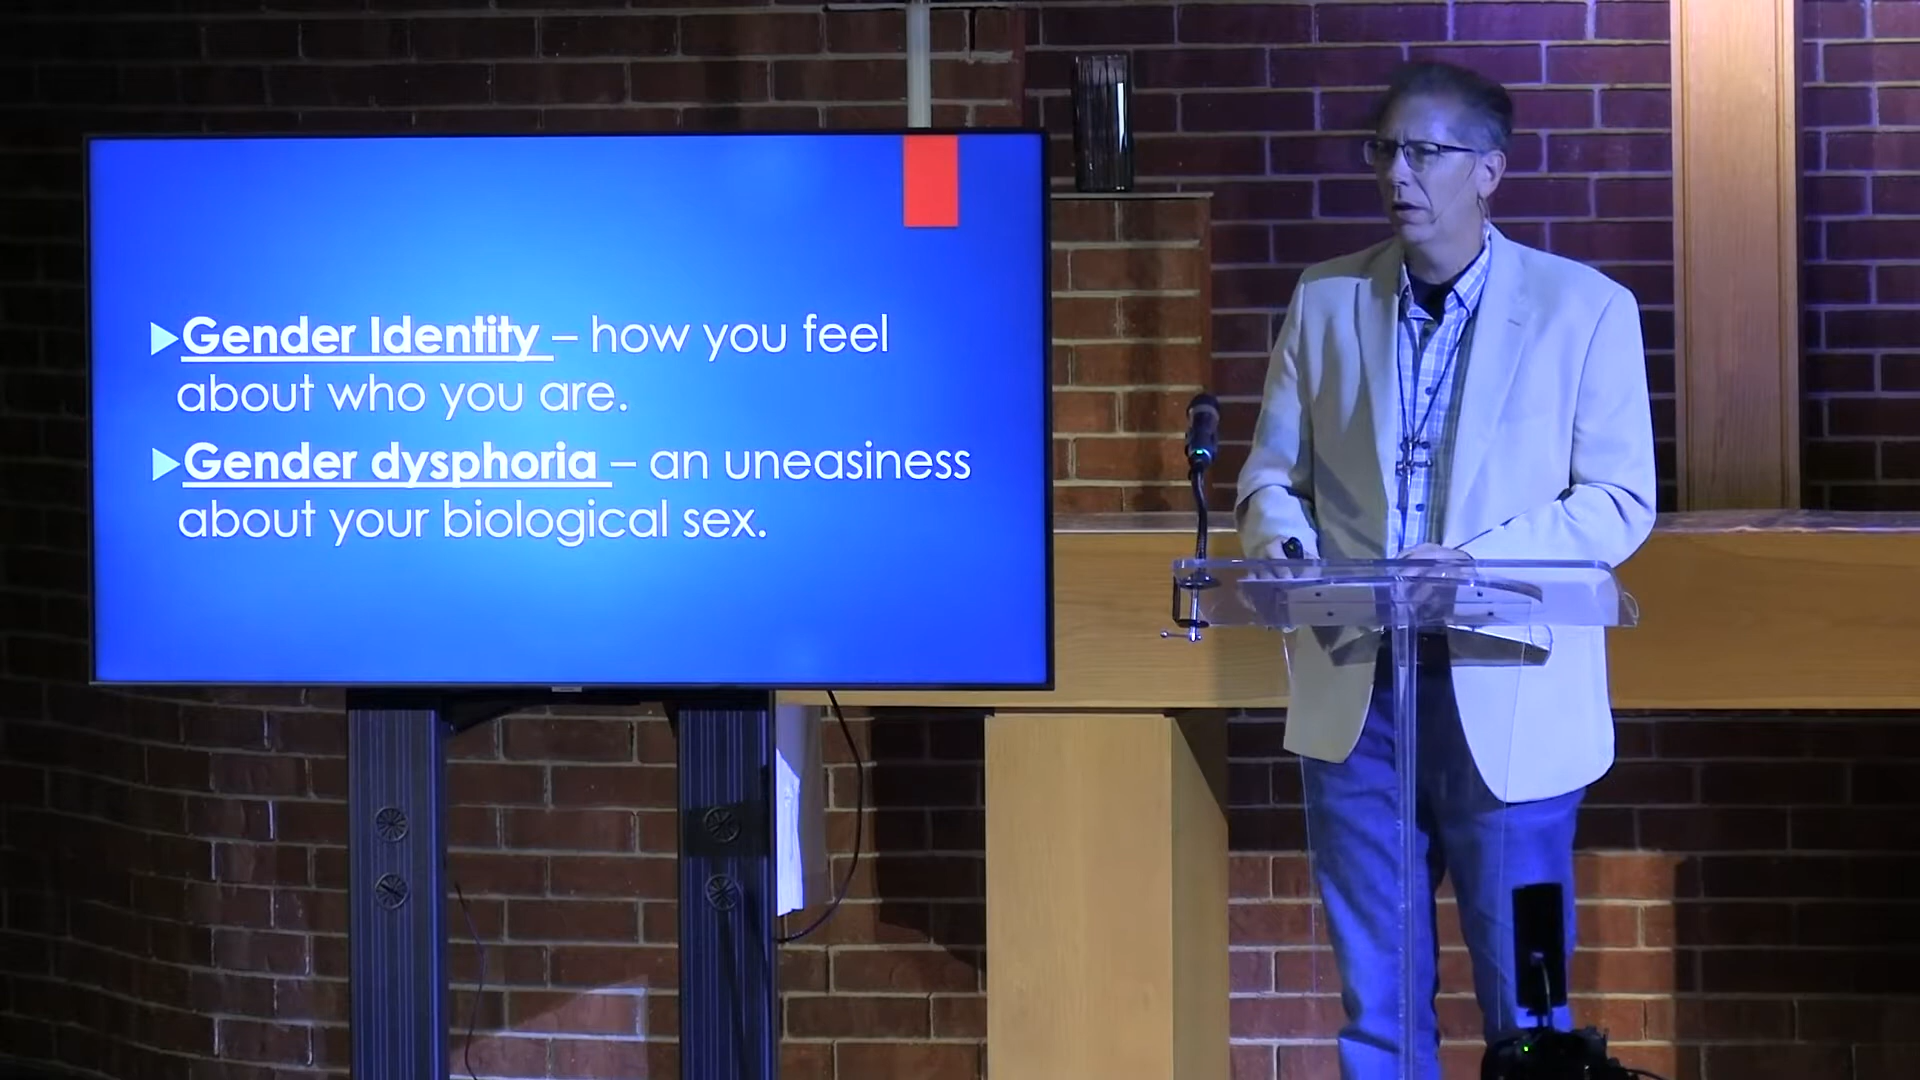 ▶Gender Identity – how you feel
about who you are.
▶Gender dysphoria – an uneasiness
about your biological sex.